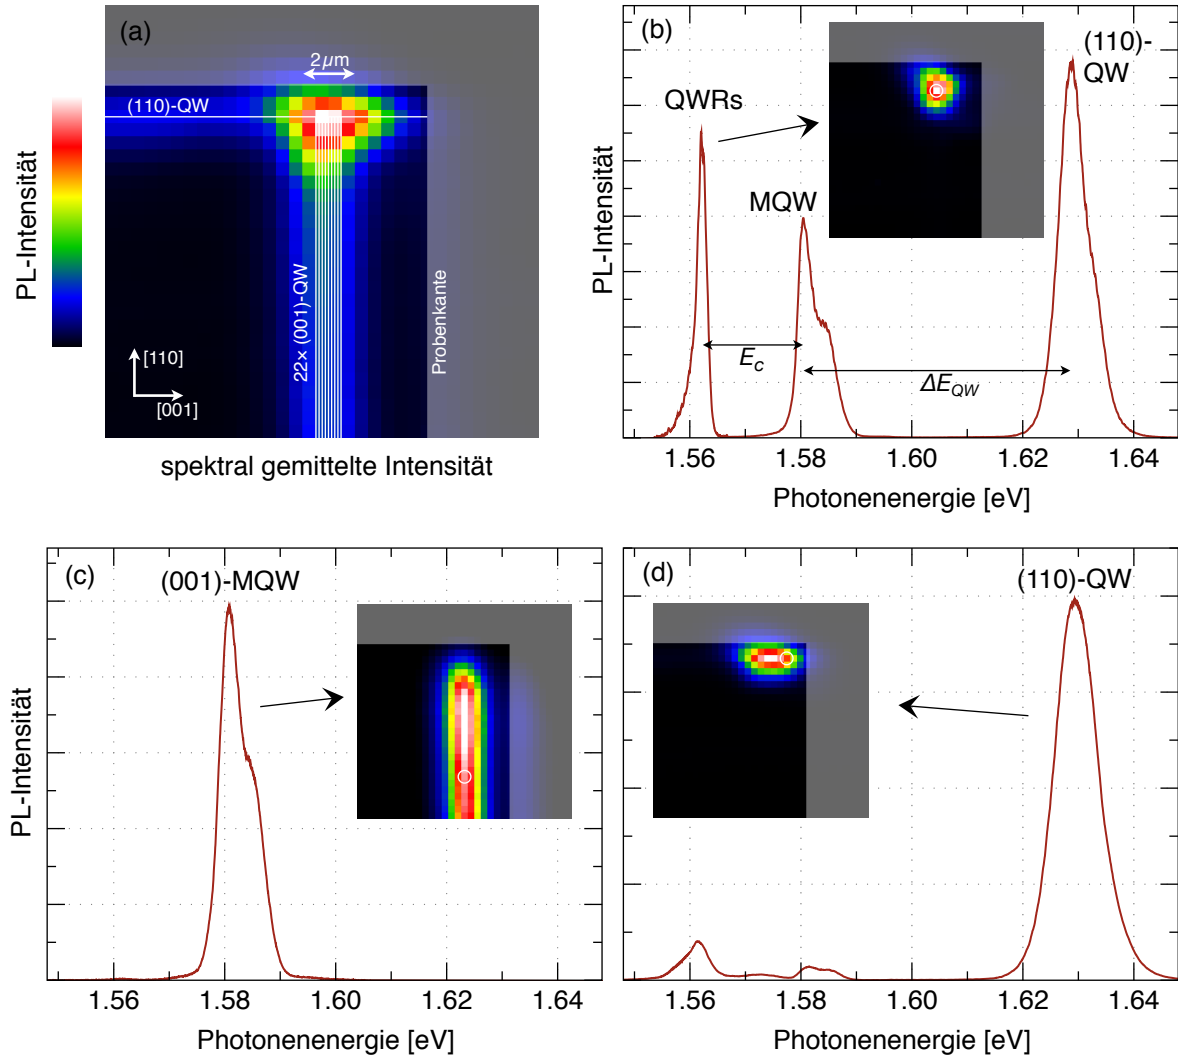 (a)
2 µm
(110)-QW
PL-Intensität
22× (001)-QW
Probenkante
[110]
[001]
spektral gemittelte Intensität
(b)
(110)-
QW
QWRs
MQW
PL-Intensität
E_c
ΔE_QW
1.56 1.58 1.60 1.62 1.64
Photonenenergie [eV]
(c)
(001)-MQW
PL-Intensität
1.56 1.58 1.60 1.62 1.64
Photonenenergie [eV]
(d)
(110)-QW
1.56 1.58 1.60 1.62 1.64
Photonenenergie [eV]